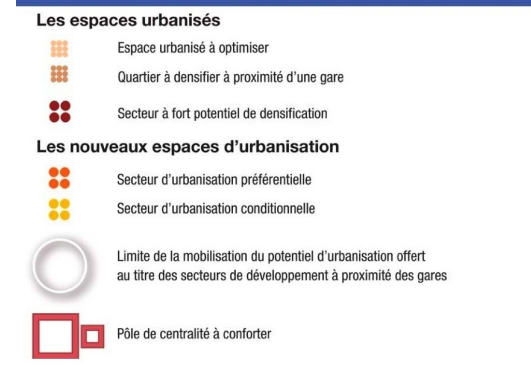 Les espaces urbanisés
Espace urbanisé à optimiser
Quartier à densifier à proximité d'une gare
Secteur à fort potentiel de densification
Les nouveaux espaces d'urbanisation
Secteur d'urbanisation préférentielle
Secteur d'urbanisation conditionnelle
Limite de la mobilisation du potentiel d'urbanisation offert
au titre des secteurs de développement à proximité des gares
Pôle de centralité à conforter